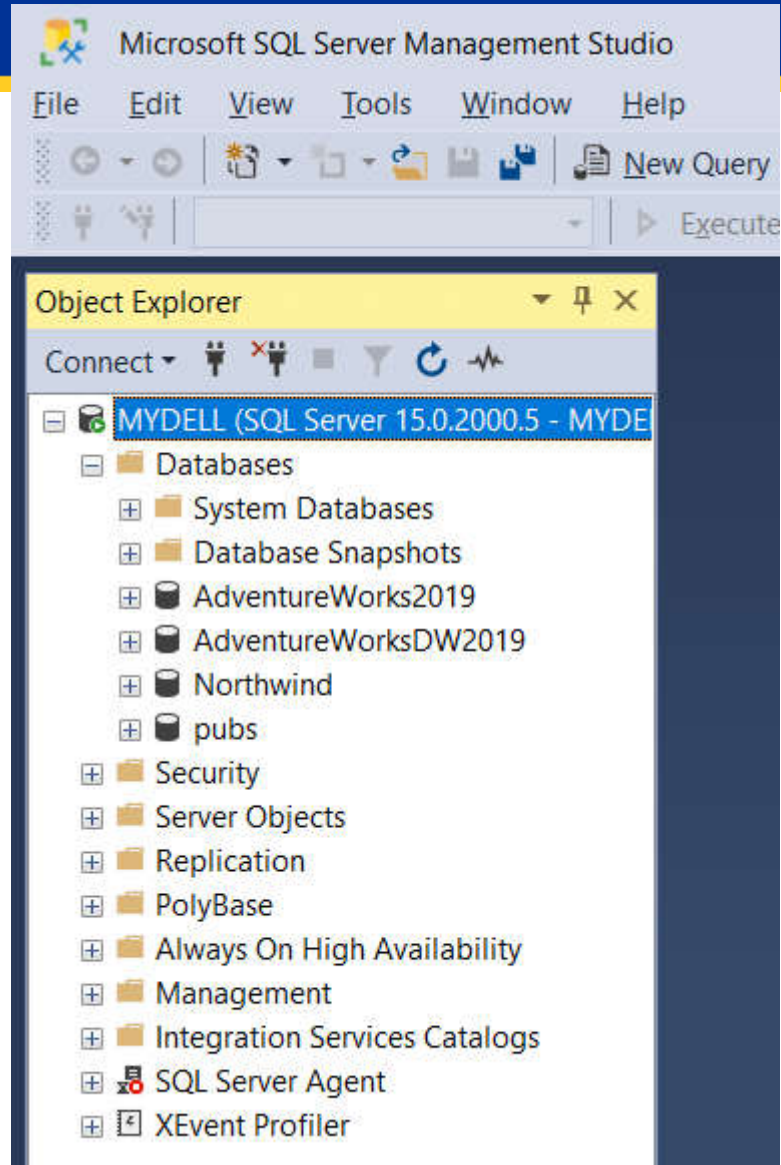 Microsoft SQL Server Management Studio
File Edit View Tools Window Help
New Query
Execute
Object Explorer
Connect
MYDELL (SQL Server 15.0.2000.5 - MYDEL
Databases
System Databases
Database Snapshots
AdventureWorks2019
AdventureWorksDW2019
Northwind
pubs
Security
Server Objects
Replication
PolyBase
Always On High Availability
Management
Integration Services Catalogs
SQL Server Agent
XEvent Profiler